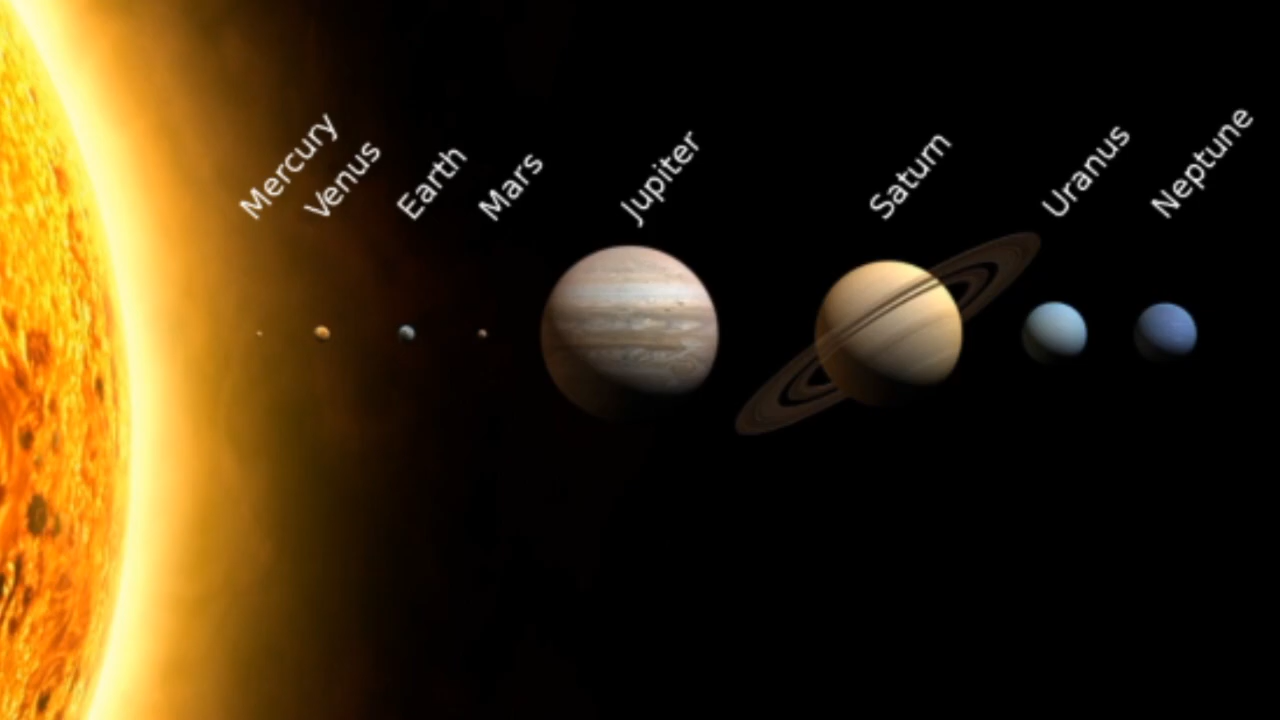 Mercury
Venus
Earth
Mars
Jupiter
Saturn
Uranus
Neptune